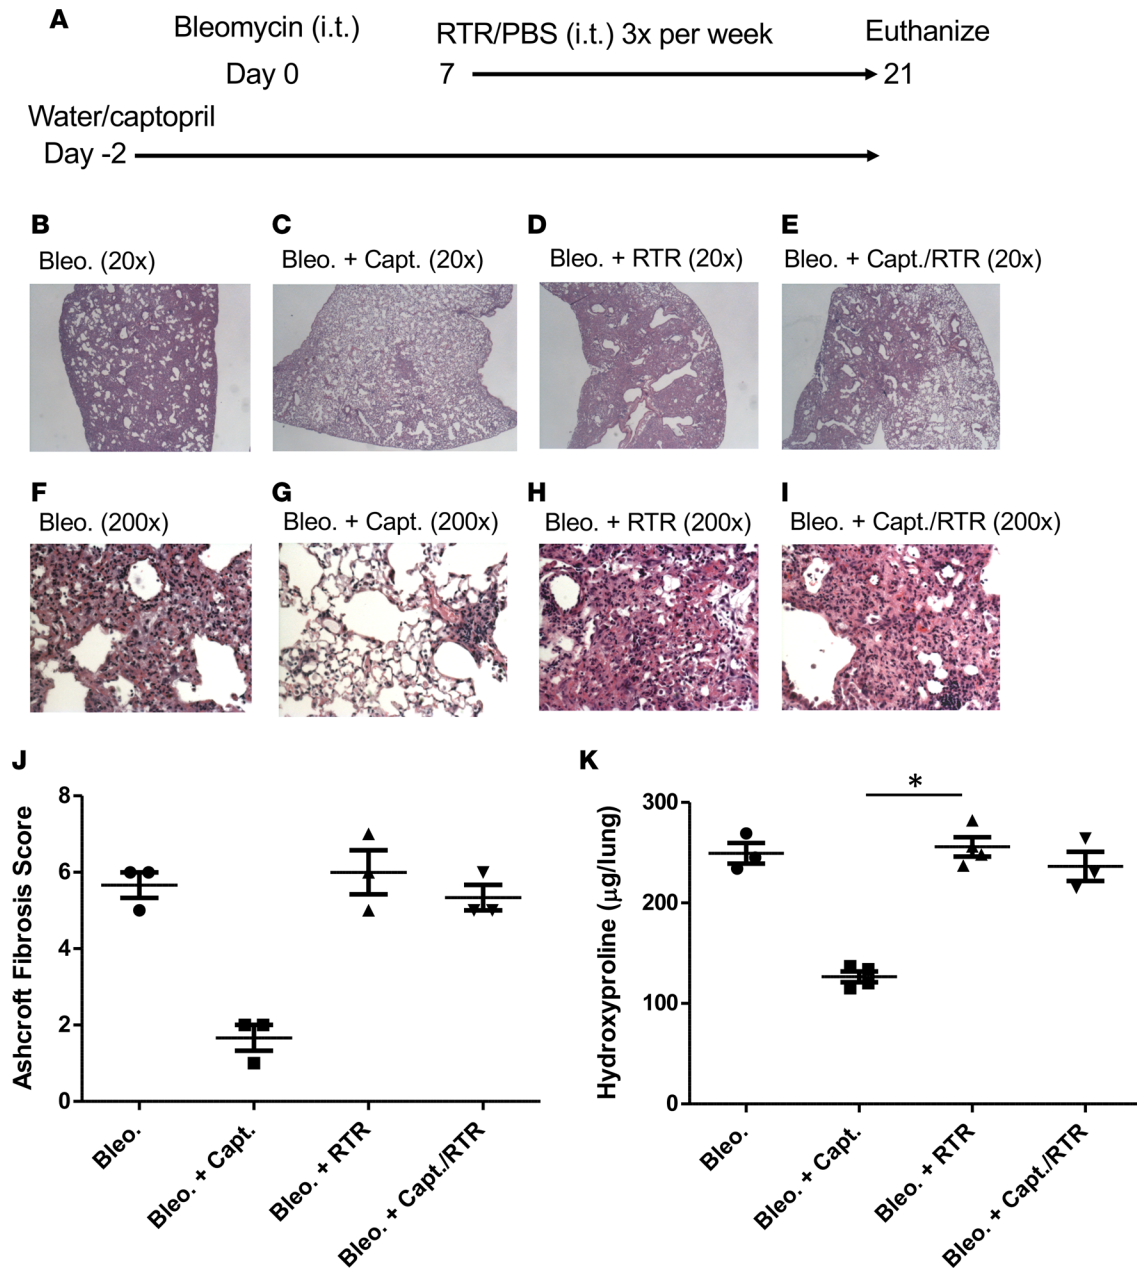 A
Bleomycin (i.t.)
RTR/PBS (i.t.) 3x per week
Euthanize
Day 0
7
21
Water/captopril
Day -2
B
C
D
E
Bleo. (20x)
Bleo. + Capt. (20x)
Bleo. + RTR (20x)
Bleo. + Capt./RTR (20x)
F
G
H
I
Bleo. (200x)
Bleo. + Capt. (200x)
Bleo. + RTR (200x)
Bleo. + Capt./RTR (200x)
J
Ashcroft Fibrosis Score
8
6
4
2
0
Bleo.
Bleo. + Capt.
Bleo. + RTR
Bleo. + Capt./RTR
K
*
Hydroxyproline (μg/lung)
300
200
100
0
Bleo.
Bleo. + Capt.
Bleo. + RTR
Bleo. + Capt./RTR